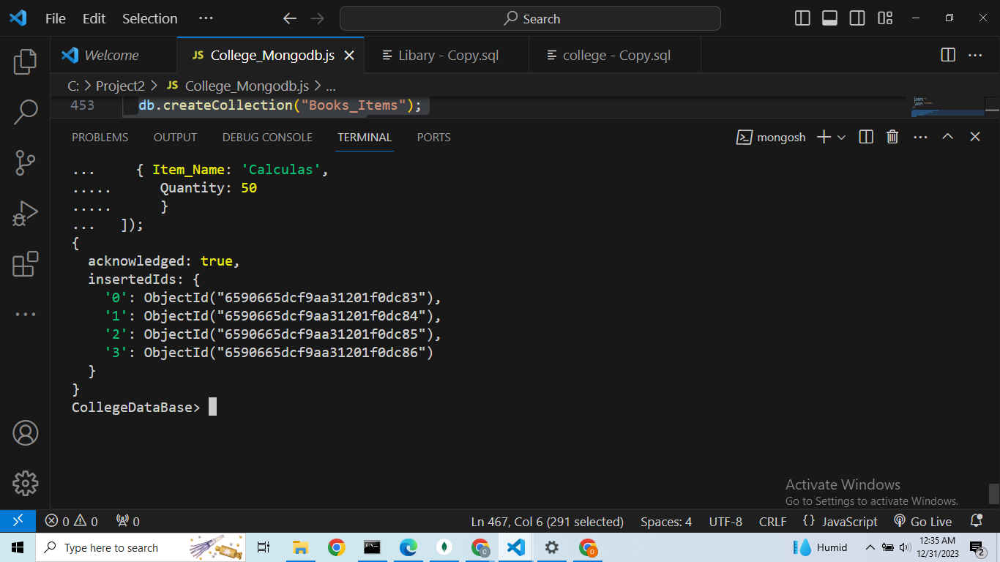 File Edit Selection ··· Search
Welcome JS College_Mongodb.js Libary - Copy.sql college - Copy.sql ···
C: > Project2 > JS College_Mongodb.js > ...
453 db.createCollection("Books_Items");
PROBLEMS OUTPUT DEBUG CONSOLE TERMINAL PORTS mongosh ···
... { Item_Name: 'Calculas',
..... Quantity: 50
..... }
... ]);
{
acknowledged: true,
insertedIds: {
'0': ObjectId("6590665dcf9aa31201f0dc83"),
'1': ObjectId("6590665dcf9aa31201f0dc84"),
'2': ObjectId("6590665dcf9aa31201f0dc85"),
'3': ObjectId("6590665dcf9aa31201f0dc86")
}
}
CollegeDataBase>
Activate Windows
Go to Settings to activate Windows.
0 0 0 Ln 467, Col 6 (291 selected) Spaces: 4 UTF-8 CRLF {} JavaScript Go Live
Type here to search Humid 12:35 AM
12/31/2023 2